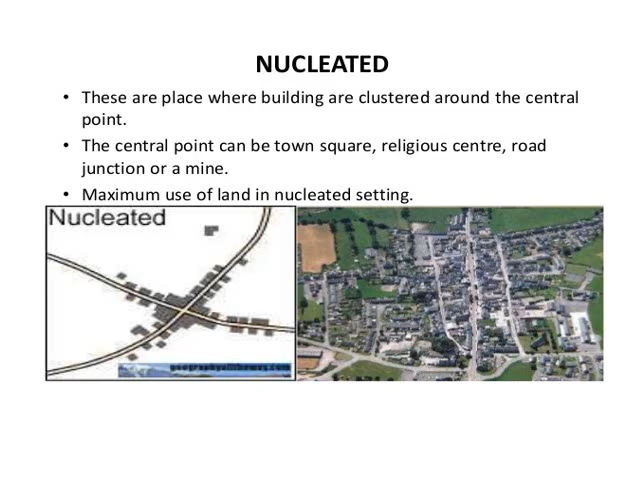 NUCLEATED
• These are place where building are clustered around the central
point.
• The central point can be town square, religious centre, road
junction or a mine.
• Maximum use of land in nucleated setting.
Nucleated